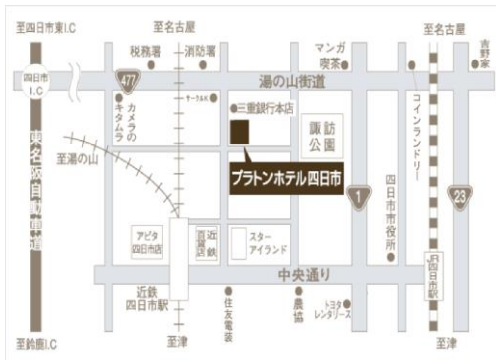 至四日市東I.C
至名古屋
至名古屋
税務署
消防署
マンガ
喫茶
吉野家
四日市
I.C
477
湯の山街道
カメラの
キタムラ
サークルK
三重銀行本店
諏訪
公園
コインランドリー
至湯の山
プラトンホテル四日市
東名阪自動車道
1
23
四日市市役所
アピタ
四日市店
近鉄
百貨店
スター
アイランド
中央通り
JR四日市駅
近鉄
四日市駅
住友電装
農協
トヨタ
レンタリース
至鈴鹿I.C
至津
至津